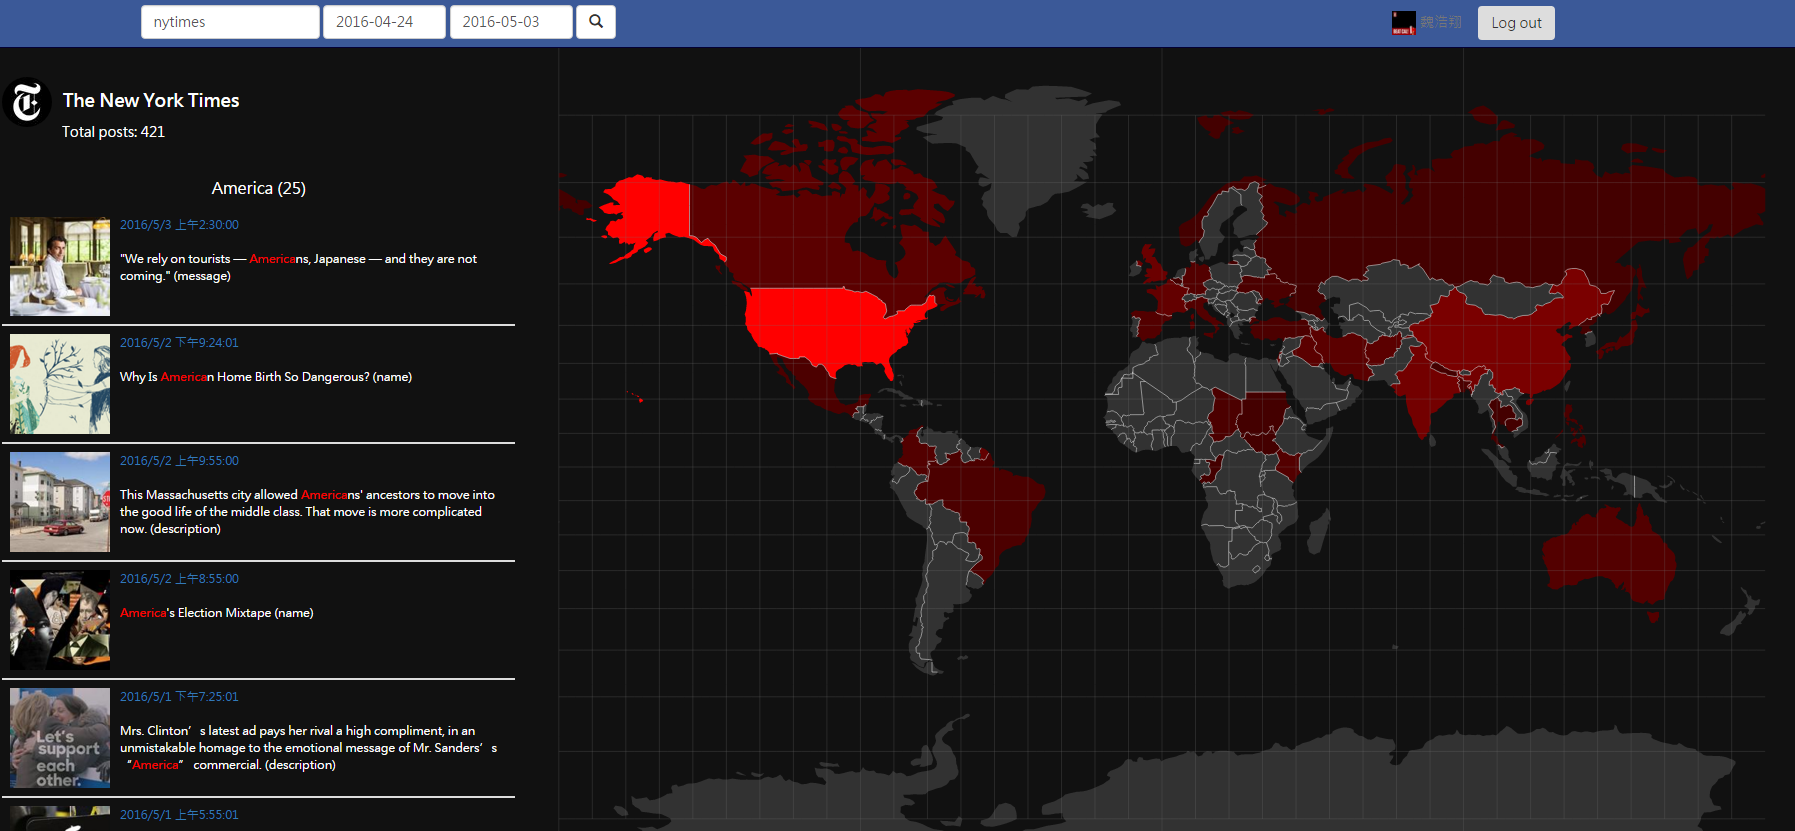 nytimes
2016-04-24
2016-05-03
魏浩翔
Log out
The New York Times
Total posts: 421
America (25)
2016/5/3 上午2:30:00
"We rely on tourists — Americans, Japanese — and they are not
coming." (message)
2016/5/2 下午9:24:01
Why Is American Home Birth So Dangerous? (name)
2016/5/2 上午9:55:00
This Massachusetts city allowed Americans' ancestors to move into
the good life of the middle class. That move is more complicated
now. (description)
2016/5/2 上午8:55:00
America's Election Mixtape (name)
2016/5/1 下午7:25:01
Let's
support
each
other.
Mrs. Clinton’s latest ad pays her rival a high compliment, in an
unmistakable homage to the emotional message of Mr. Sanders’s
“America” commercial. (description)
2016/5/1 上午5:55:01